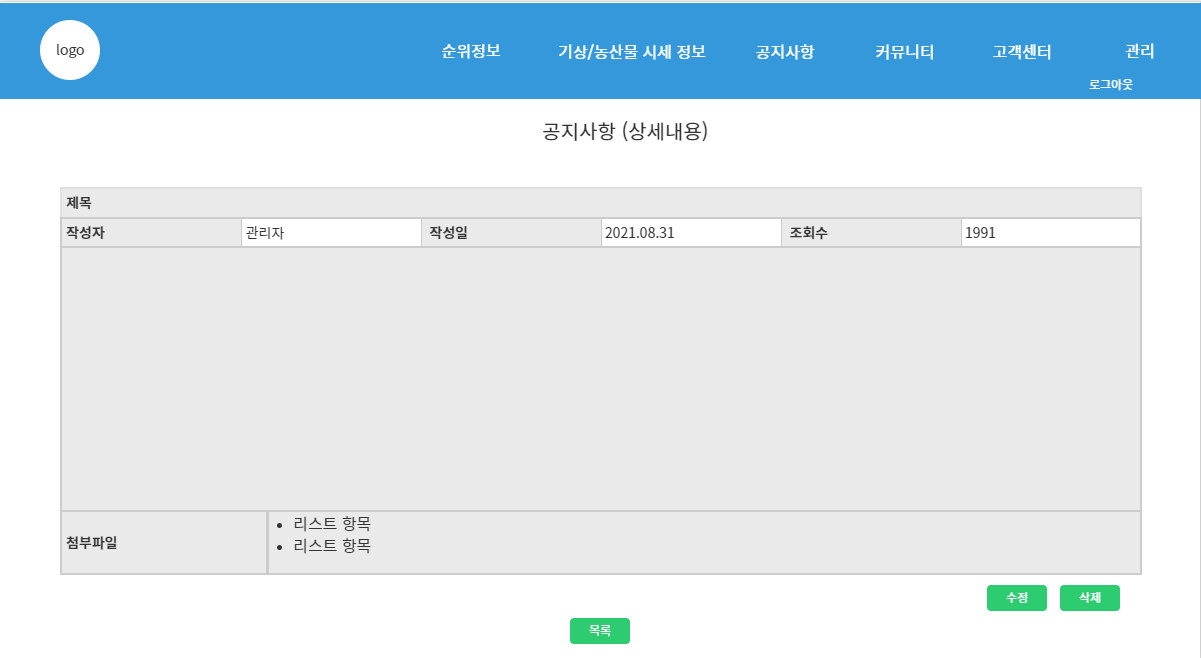 logo
순위정보 기상/농산물 시세 정보 공지사항 커뮤니티 고객센터 관리
로그아웃
공지사항 (상세내용)
제목
작성자 관리자 작성일 2021.08.31 조회수 1991
첨부파일
• 리스트 항목
• 리스트 항목
수정 삭제
목록